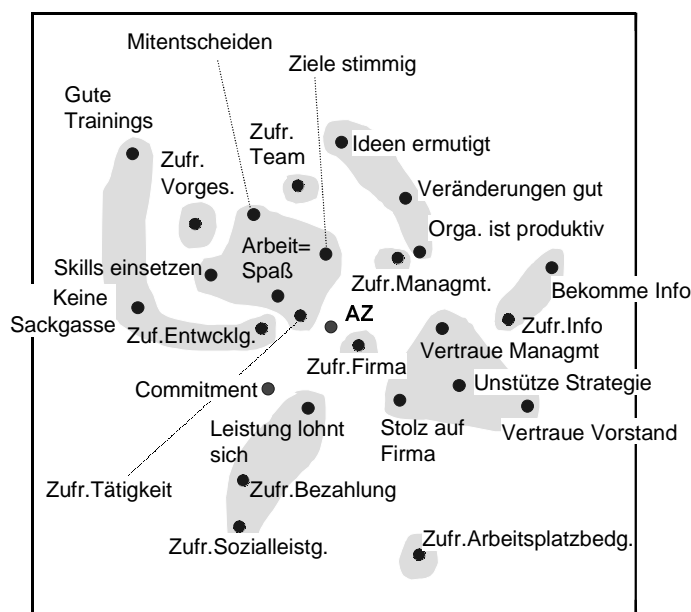 Mitentscheiden
Ziele stimmig
Gute
Trainings
Zufr.
Team
Ideen ermutigt
Zufr.
Vorges.
Veränderungen gut
Orga. ist produktiv
Arbeit=
Spaß
Skills einsetzen
Zufr.Managmt.
Bekomme Info
Keine
Sackgasse
AZ
Zuf.Entwcklg.
Zufr.Info
Vertraue Managmt
Zufr.Firma
Commitment
Unstütze Strategie
Leistung lohnt
sich
Stolz auf
Firma
Vertraue Vorstand
Zufr.Tätigkeit
Zufr.Bezahlung
Zufr.Sozialleistg.
Zufr.Arbeitsplatzbedg.